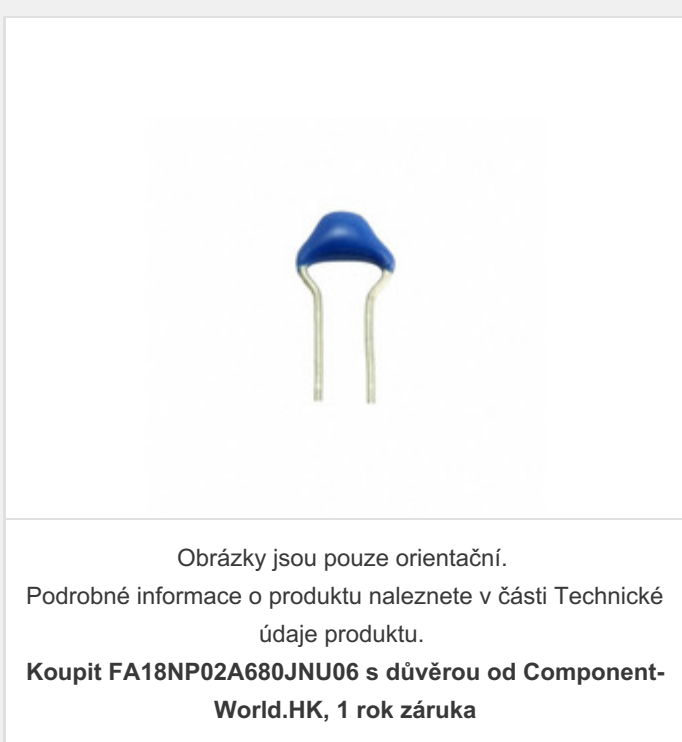 Obrázky jsou pouze orientační.
Podrobné informace o produktu naleznete v části Technické
údaje produktu.
Koupit FA18NP02A680JNU06 s důvěrou od Component-
World.HK, 1 rok záruka